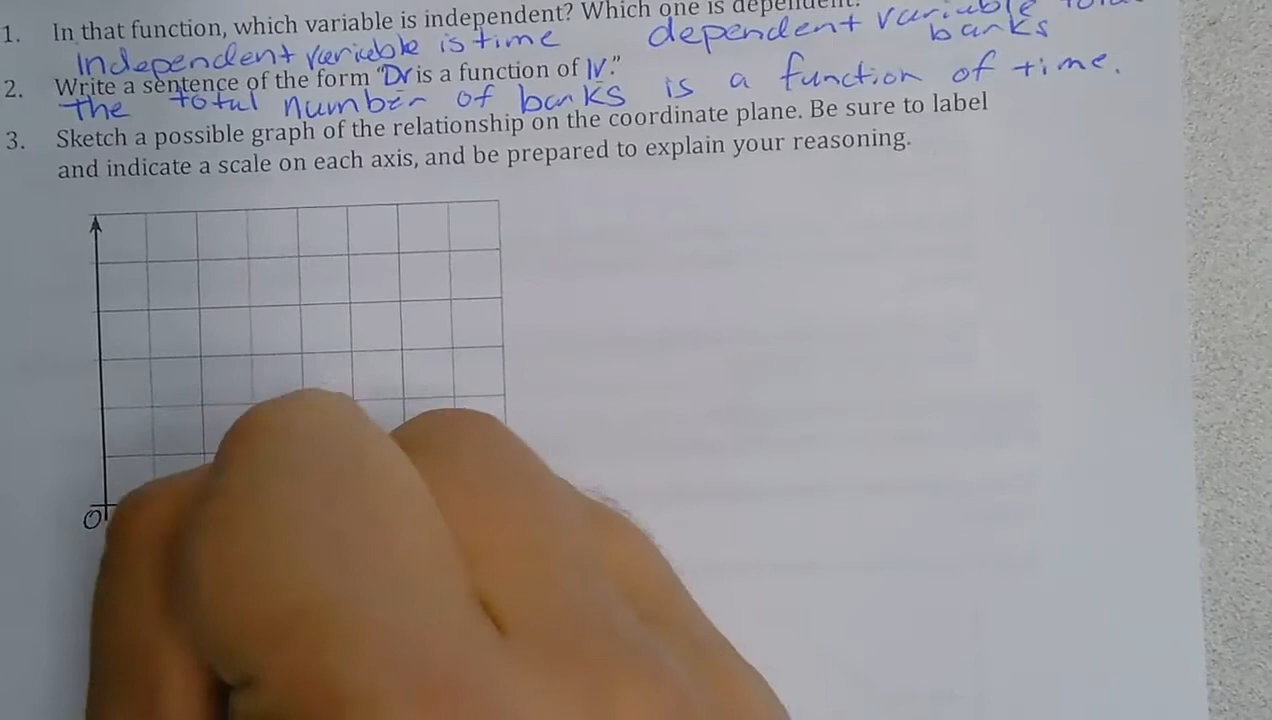 1. In that function, which variable is independent? Which one is dependent?
Independent variable is time dependent variable
banks
2. Write a sentence of the form "DV is a function of IV."
The total number of banks is a function of time.
3. Sketch a possible graph of the relationship on the coordinate plane. Be sure to label
and indicate a scale on each axis, and be prepared to explain your reasoning.
O